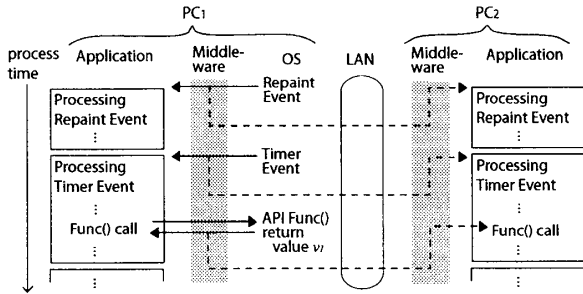 PC1
PC2
process
time
Application
Middle-
ware
OS
LAN
Middle-
ware
Application
Repaint
Event
Processing
Repaint Event
⋮
Processing
Repaint Event
⋮
Timer
Event
Processing
Timer Event
⋮
Func() call
⋮
API Func()
return
value v1
Processing
Timer Event
⋮
Func() call
⋮